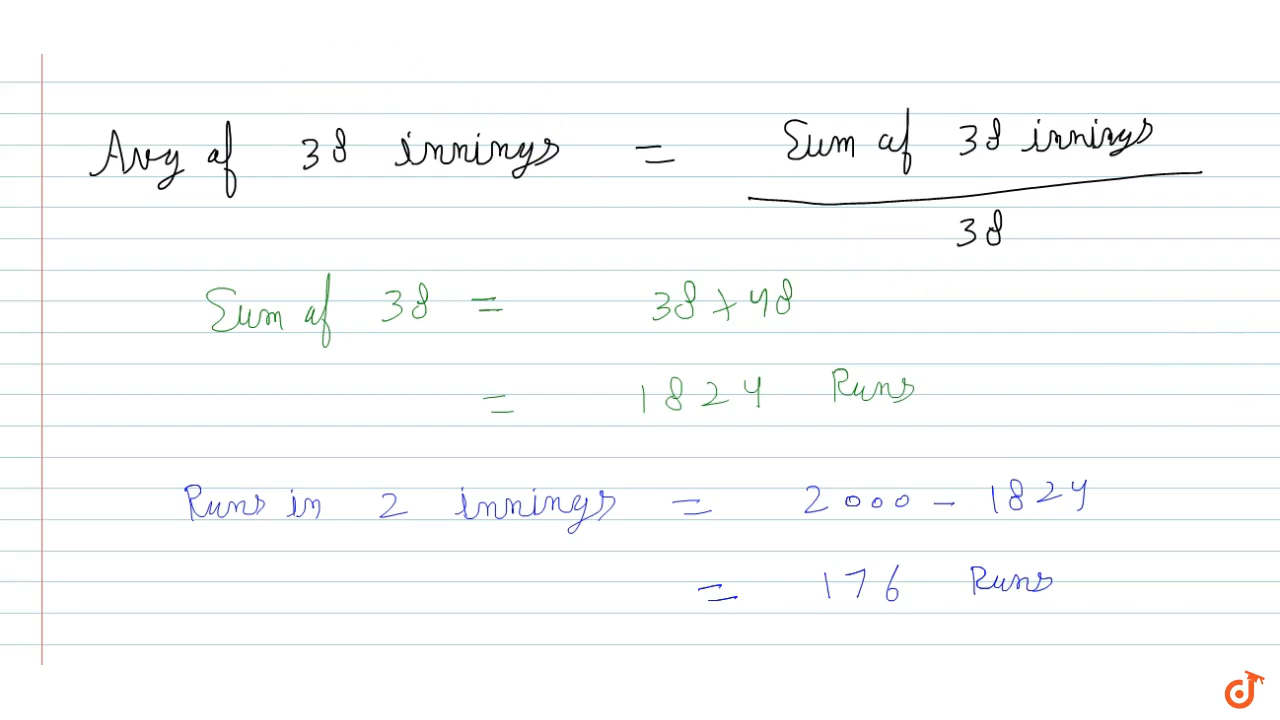 Avg of 38 innings = Sum of 38 innings
38
Sum of 38 = 38 × 48
= 1824 Runs
Runs in 2 innings = 2000 - 1824
= 176 Runs